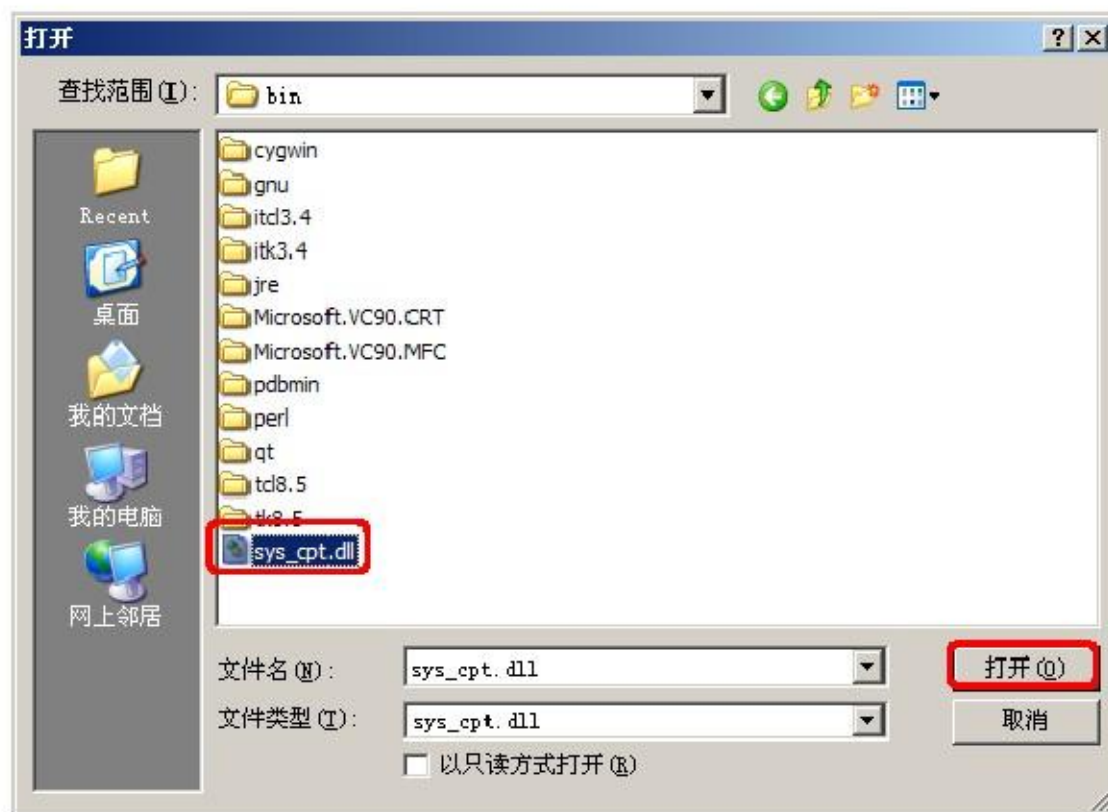 打开
查找范围(I):
bin
Recent
桌面
我的文档
我的电脑
网上邻居
cygwin
gnu
itcl3.4
itk3.4
jre
Microsoft.VC90.CRT
Microsoft.VC90.MFC
pdbmin
perl
qt
tcl8.5
tk8.5
sys_cpt.dll
文件名(N):
sys_cpt.dll
打开(O)
文件类型(T):
sys_cpt.dll
取消
以只读方式打开(R)